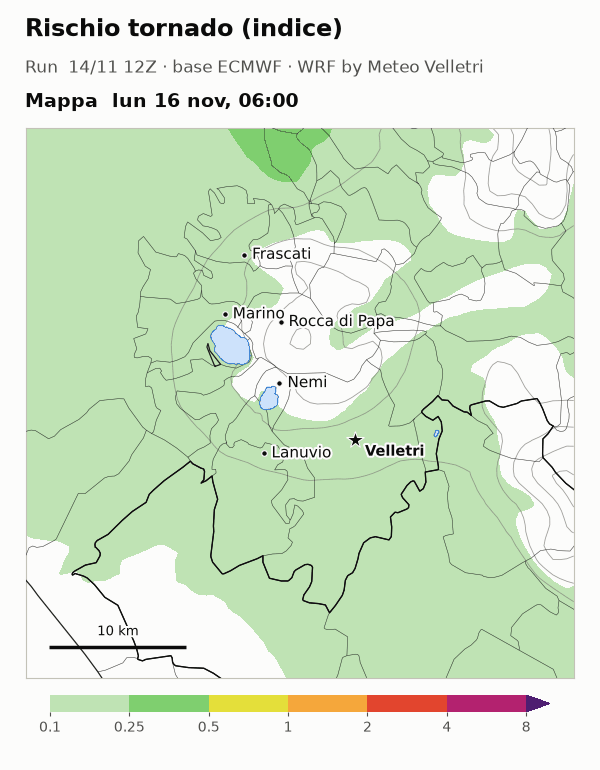 Rischio tornado (indice)
Run  14/11 12Z · base ECMWF · WRF by Meteo Velletri
Mappa  lun 16 nov, 06:00
Frascati
Marino
Rocca di Papa
Nemi
Velletri
Lanuvio
10 km
0.1 0.25 0.5 1 2 4 8